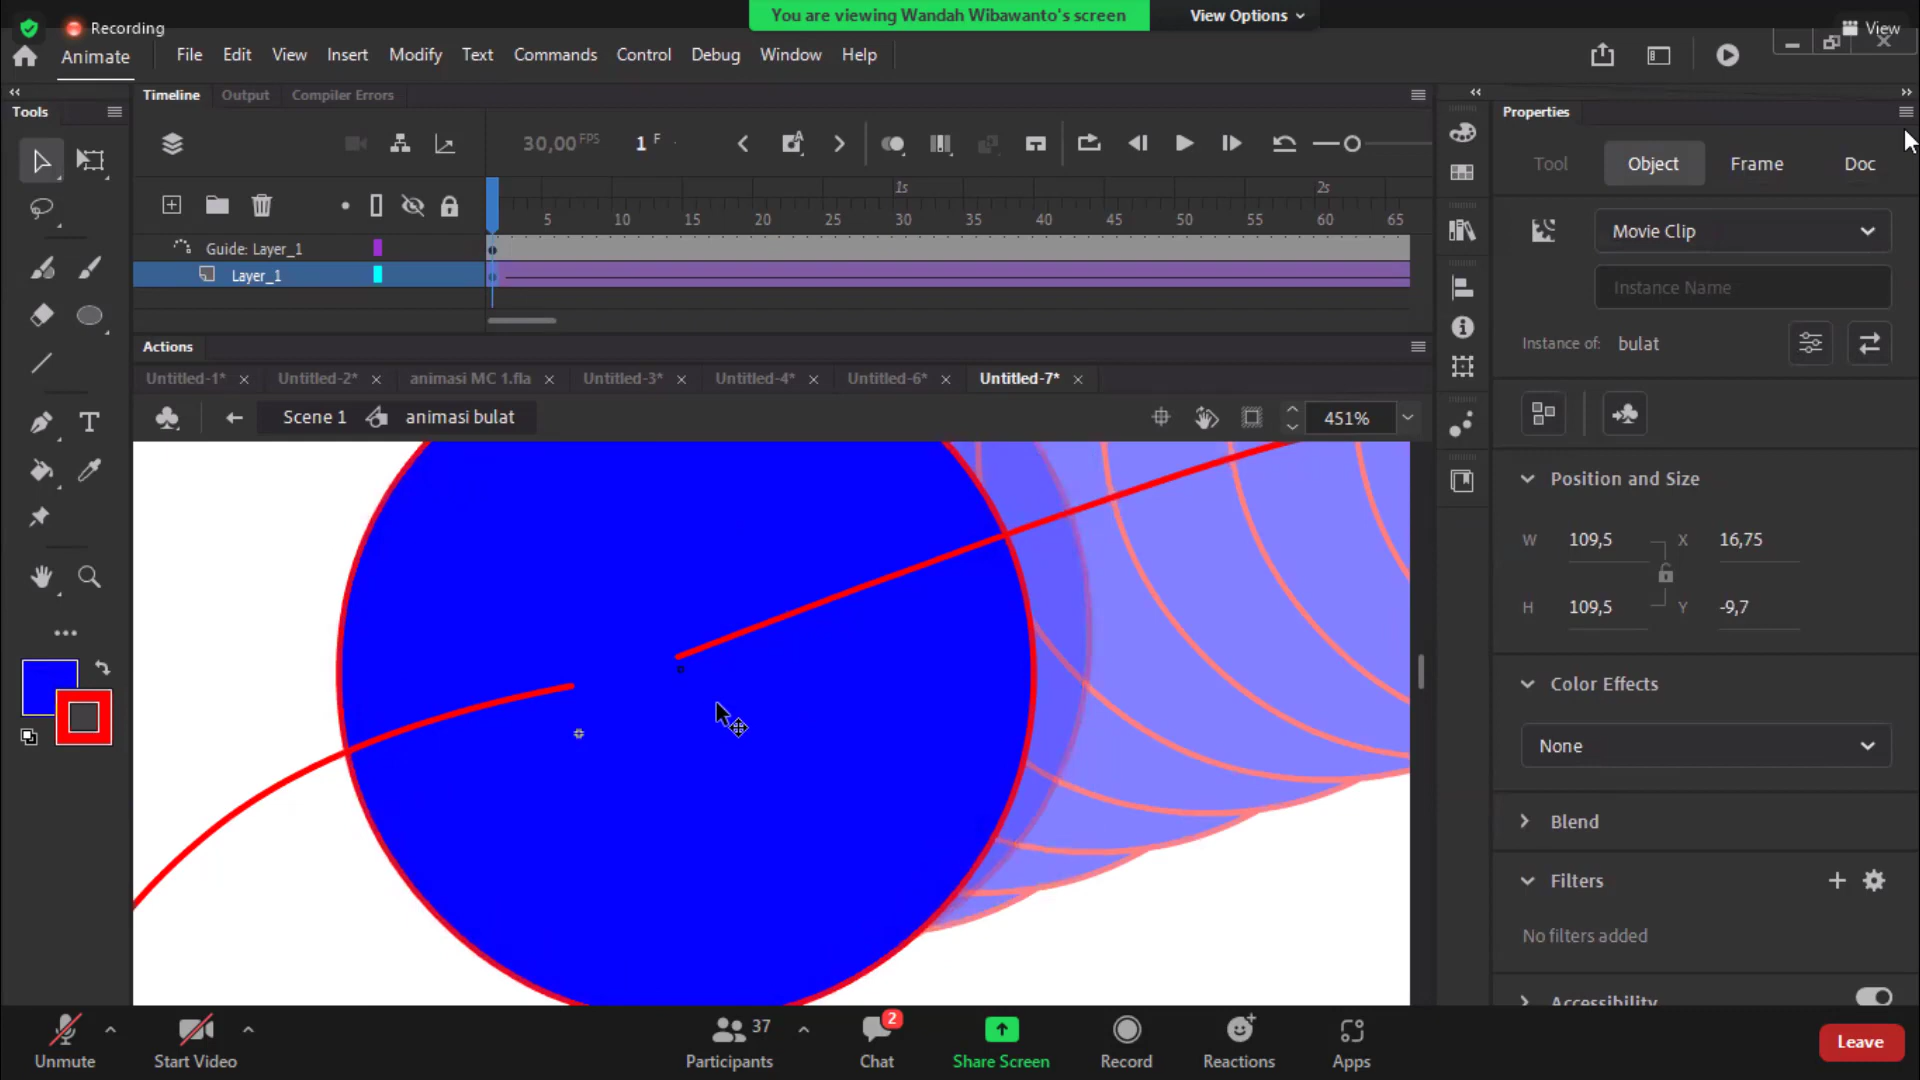 You are viewing Wandah Wibawanto's screen
View Options
Recording
View
Animate
File Edit View Insert Modify Text Commands Control Debug Window Help
Tools
Timeline Output Compiler Errors
Properties
30,00 FPS
1 F
Tool Object Frame Doc
1s 2s
5 10 15 20 25 30 35 40 45 50 55 60 65
Guide: Layer_1
Layer_1
Movie Clip
Instance Name
Instance of: bulat
Actions
Untitled-1* Untitled-2* animasi MC 1.fla Untitled-3* Untitled-4* Untitled-6* Untitled-7*
Scene 1 animasi bulat
451%
Position and Size
W 109,5 X 16,75
H 109,5 Y -9,7
Color Effects
None
Blend
Filters
No filters added
Accessibility
T
37
2
Unmute Start Video Participants Chat Share Screen Record Reactions Apps Leave